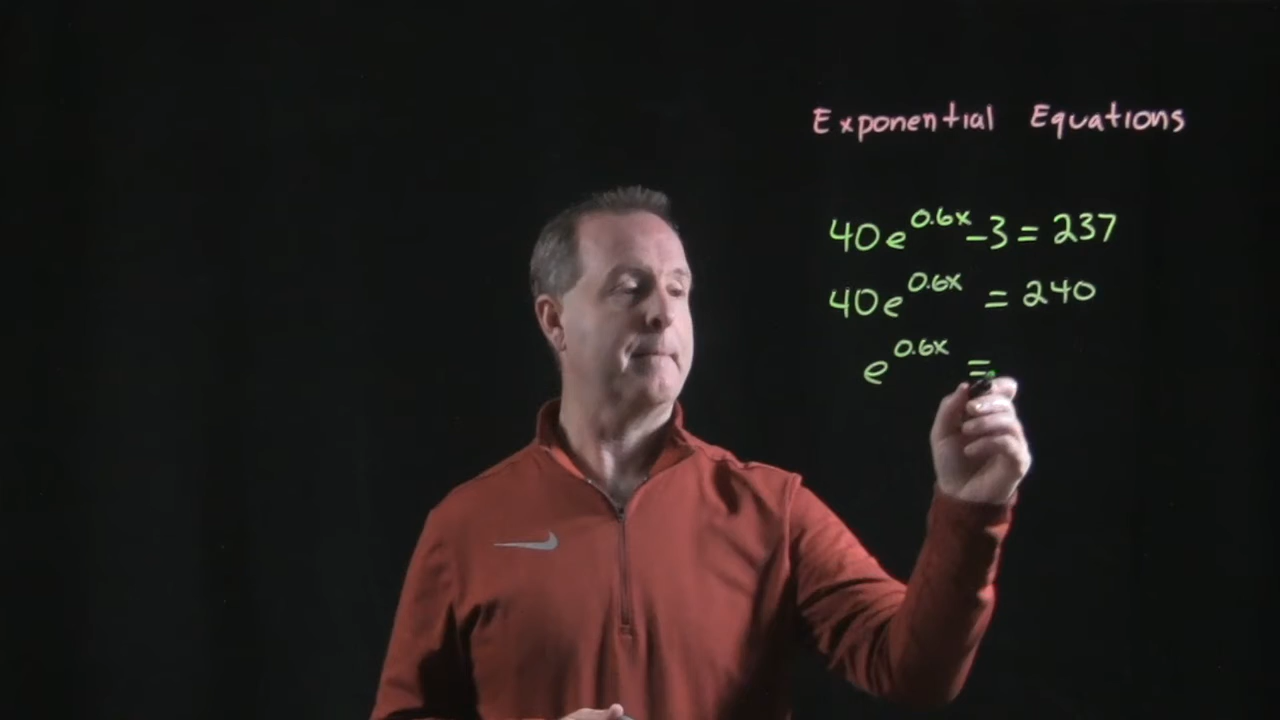 Exponential Equations
40e^0.6x - 3 = 237
40e^0.6x = 240
e^0.6x =